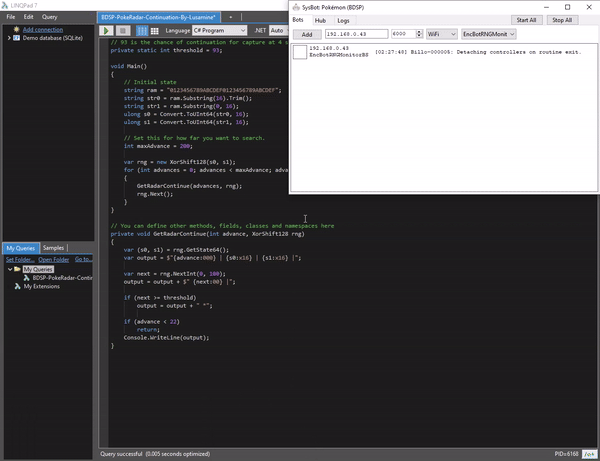 LINQPad 7
File Edit Query Help
Add connection
Demo database (SQLite)
My Queries Samples
Set Folder... Open Folder Go to...
My Queries
BDSP-PokeRadar-Contin
My Extensions
BDSP-PokeRadar-Continuation-By-Lusamine*
Language C# Program .NET Auto
// 93 is the chance of continuation for capture at 4 s
private static int threshold = 93;
void Main()
{
// Initial state
string ram = "0123456789ABCDEF0123456789ABCDEF";
string str0 = ram.Substring(16).Trim();
string str1 = ram.Substring(0, 16);
ulong s0 = Convert.ToUInt64(str0, 16);
ulong s1 = Convert.ToUInt64(str1, 16);
// Set this for how far you want to search.
int maxAdvance = 200;
var rng = new XorShift128(s0, s1);
for (int advances = 0; advances < maxAdvance; adva
{
GetRadarContinue(advances, rng);
rng.Next();
}
}
// You can define other methods, fields, classes and namespaces here
private void GetRadarContinue(int advance, XorShift128 rng)
{
var (s0, s1) = rng.GetState64();
var output = $"{advance:000} | {s0:x16} | {s1:x16} |";
var next = rng.NextInt(0, 100);
output = output + $" {next:00} |";
if (next >= threshold)
output = output + " *";
if (advance < 22)
return;
Console.WriteLine(output);
}
Query successful (0.005 seconds optimized)
PID=6168
/o+
SysBot: Pokémon (BDSP)
Bots Hub Logs
Start All Stop All
Add 192.168.0.43 6000 WiFi EncBotRNGMonit
192.168.0.43
EncBotRNGMonitorBS [02:27:48] Billo-000005: Detaching controllers on routine exit.